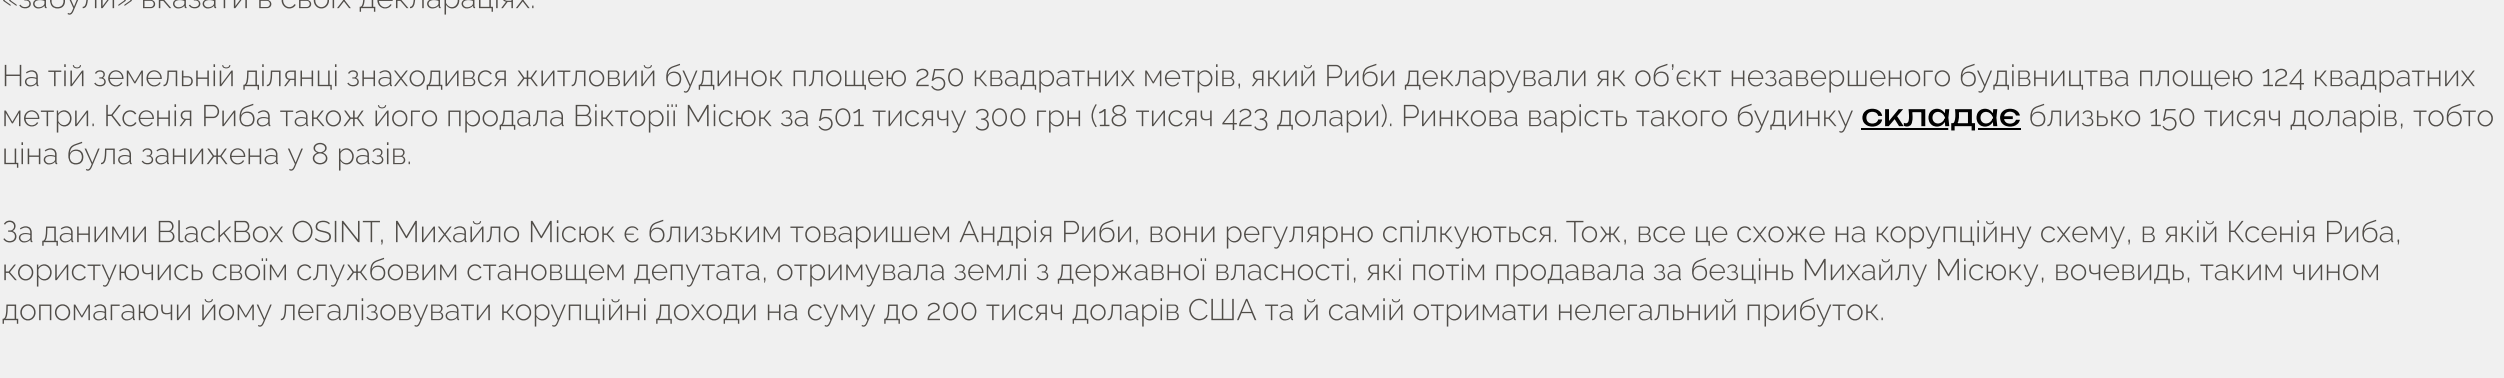 «забули» вказати в своїх деклараціях.
На тій земельній ділянці знаходився житловий будинок площею 250 квадратних метрів, який Риби декларували як об’єкт незавершеного будівництва площею 124 квадратних
метри. Ксенія Риба також його продала Вікторії Місюк за 501 тисячу 300 грн (18 тисяч 423 долари). Ринкова варість такого будинку складає близько 150 тисяч доларів, тобто
ціна була занижена у 8 разів.
За даними BlackBox OSINT, Михайло Місюк є близьким товаришем Андрія Риби, вони регулярно спілкуються. Тож, все це схоже на корупційну схему, в якій Ксенія Риба,
користуючись своїм службовим становщем депутата, отримувала землі з державної власності, які потім продавала за безцінь Михайлу Місюку, вочевидь, таким чином
допомагаючи йому легалізовувати корупційні доходи на суму до 200 тисяч доларів США та й самій отримати нелегальний прибуток.